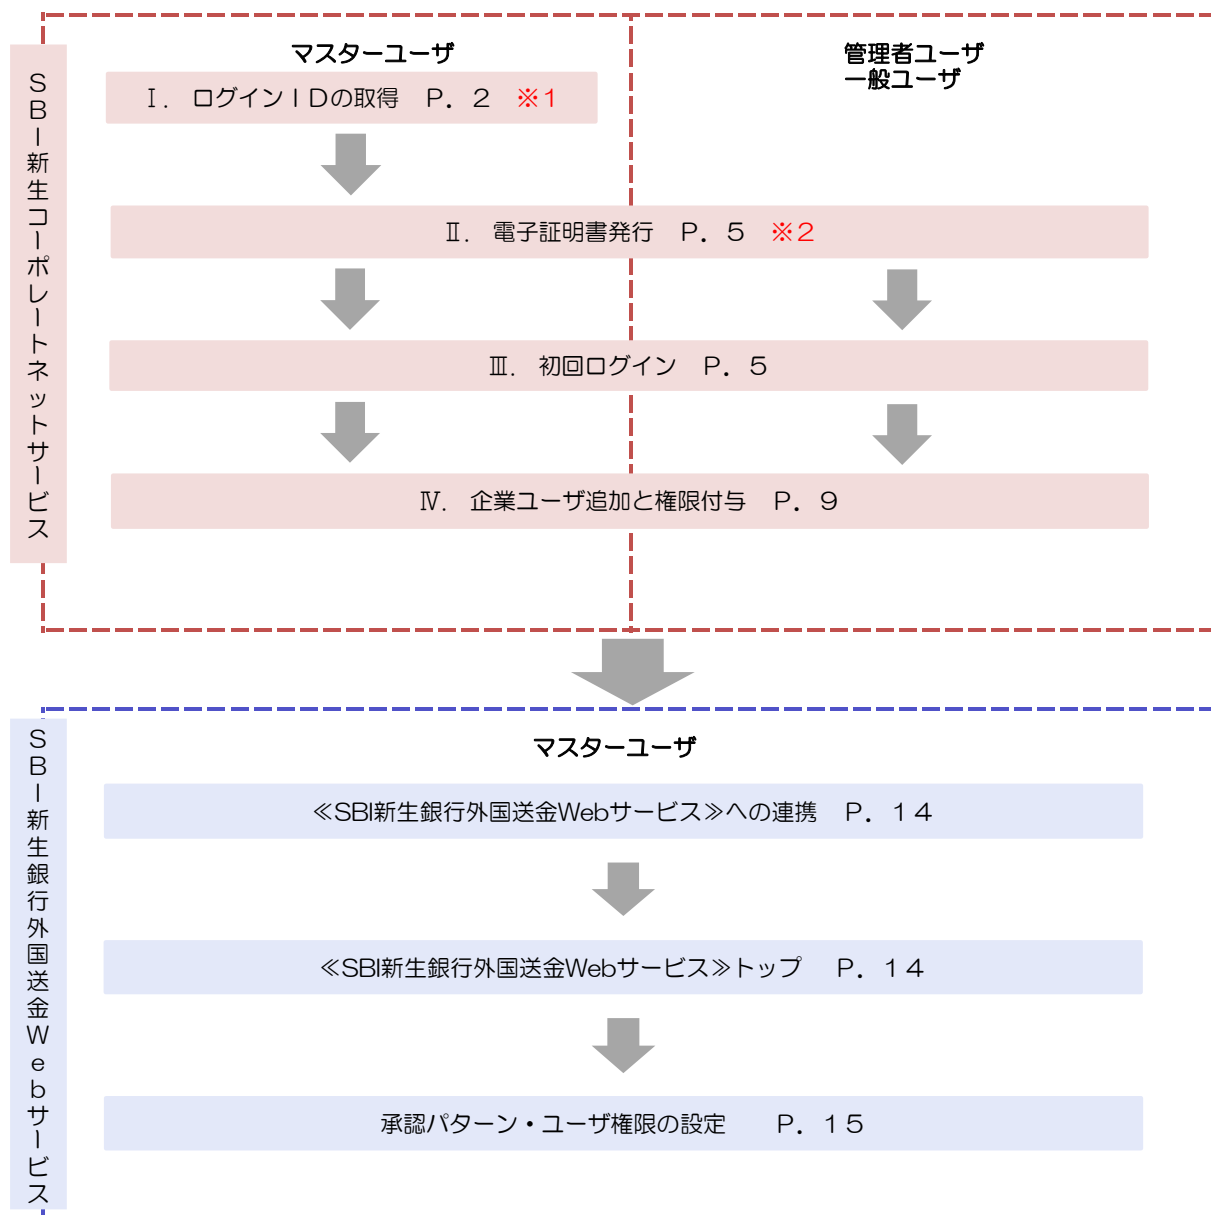 SBI新生コーポレートネットサービス
マスターユーザ
管理者ユーザ
一般ユーザ
Ⅰ． ログインＩＤの取得　Ｐ．２　※１
Ⅱ． 電子証明書発行　Ｐ．５　※２
Ⅲ． 初回ログイン　Ｐ．５
Ⅳ． 企業ユーザ追加と権限付与　Ｐ．９
SBI新生銀行外国送金Ｗｅｂサービス
マスターユーザ
≪SBI新生銀行外国送金Webサービス≫への連携　Ｐ．１４
≪SBI新生銀行外国送金Webサービス≫トップ　Ｐ．１４
承認パターン・ユーザ権限の設定　　Ｐ．１５